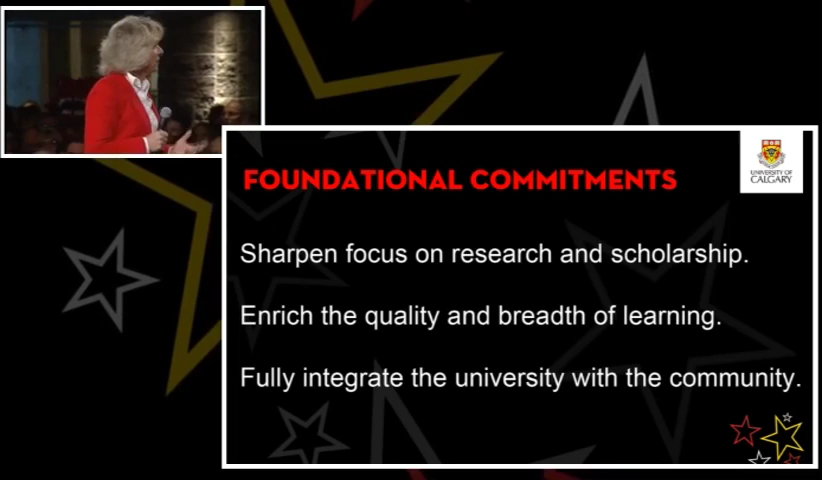 FOUNDATIONAL COMMITMENTS
UNIVERSITY OF
CALGARY
Sharpen focus on research and scholarship.
Enrich the quality and breadth of learning.
Fully integrate the university with the community.